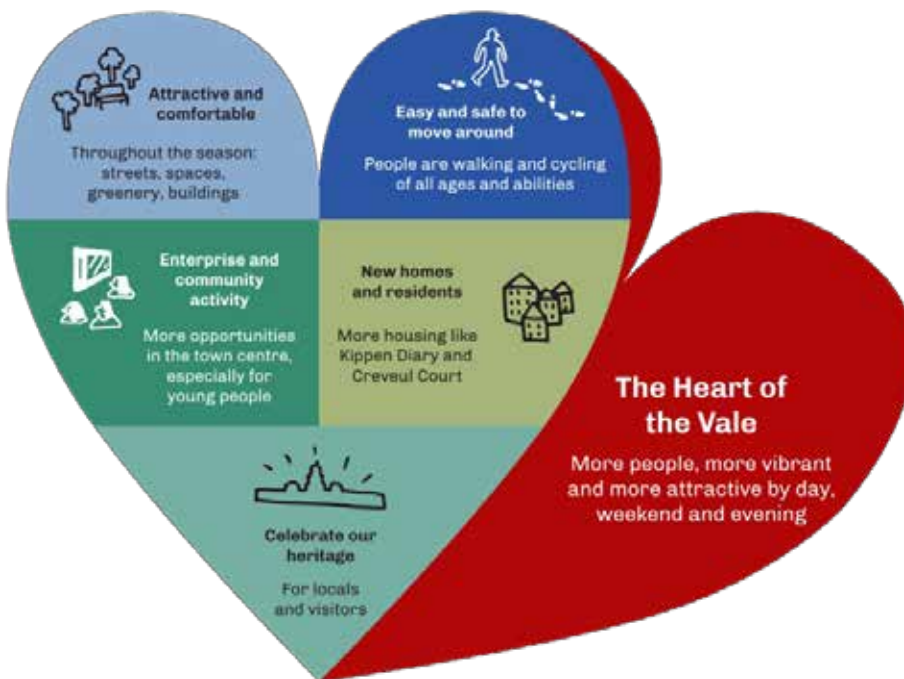 Attractive and
comfortable
Throughout the season:
streets, spaces,
greenery, buildings
Easy and safe to
move around
People are walking and cycling
of all ages and abilities
Enterprise and
community
activity
More opportunities
in the town centre,
especially for
young people
New homes
and residents
More housing like
Kippen Diary and
Creveul Court
Celebrate our
heritage
For locals
and visitors
The Heart of
the Vale
More people, more vibrant
and more attractive by day,
weekend and evening